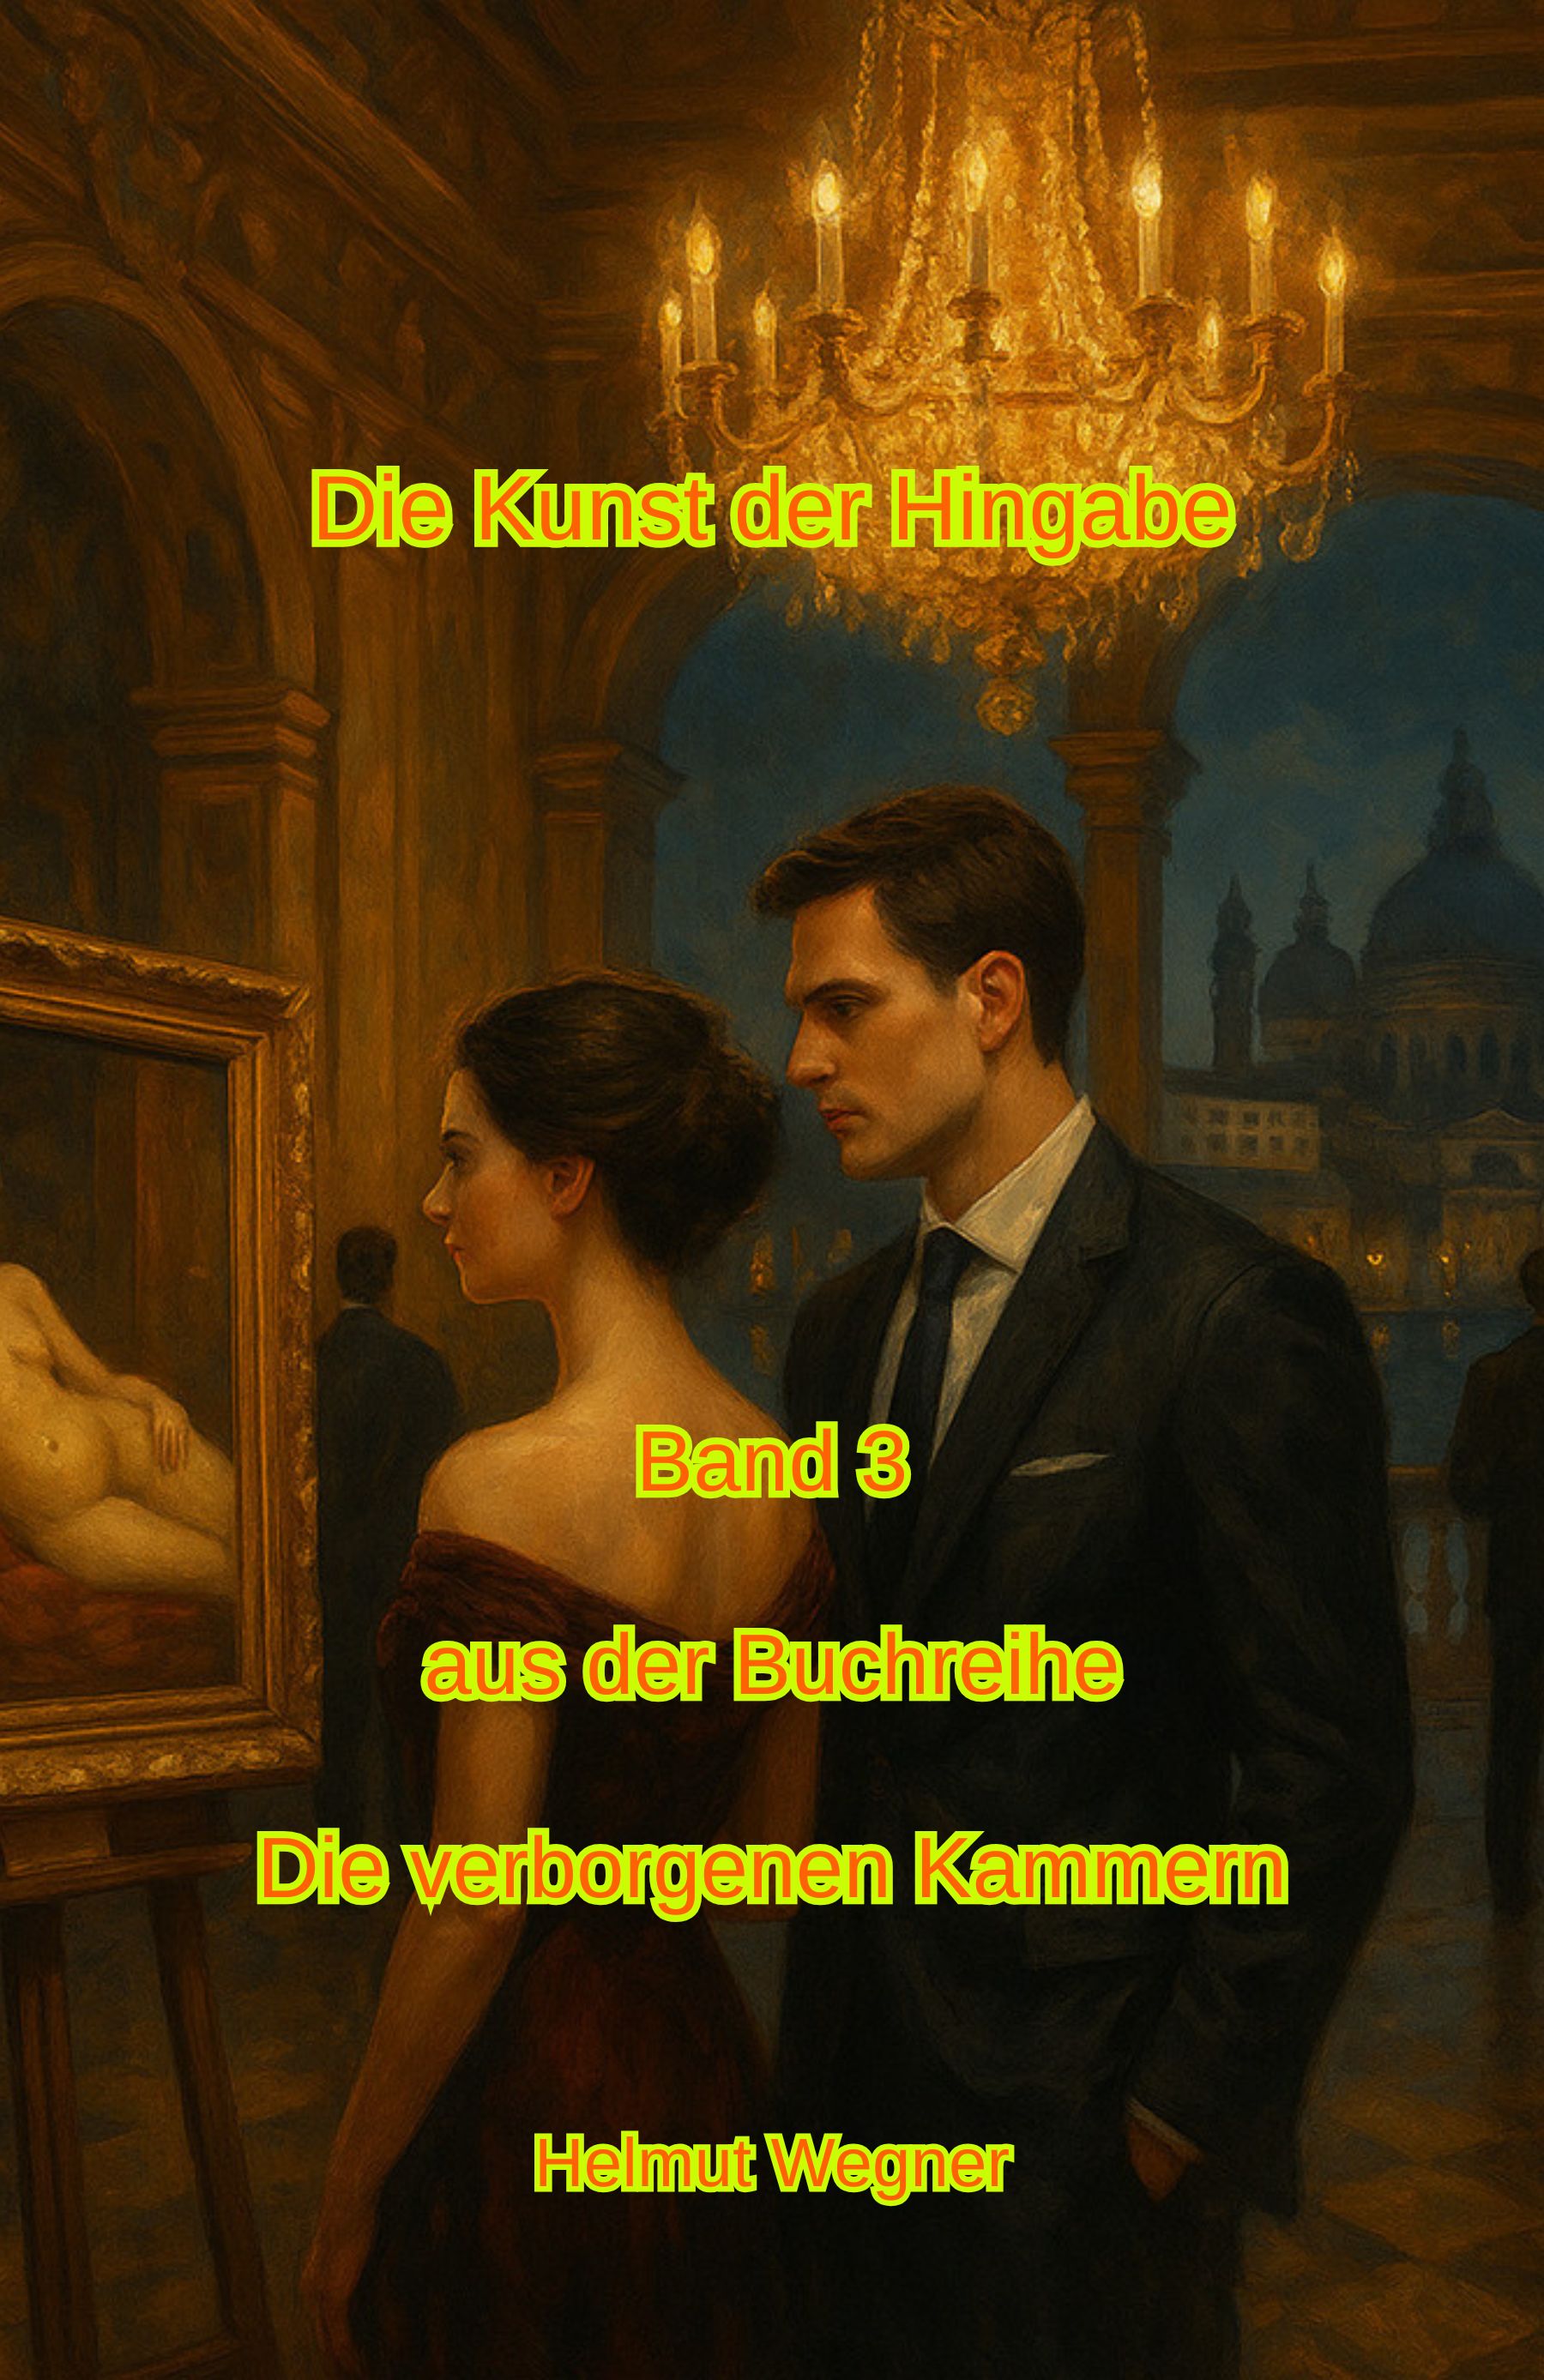 Die Kunst der Hingabe
Band 3
aus der Buchreihe
Die verborgenen Kammern
Helmut Wegner